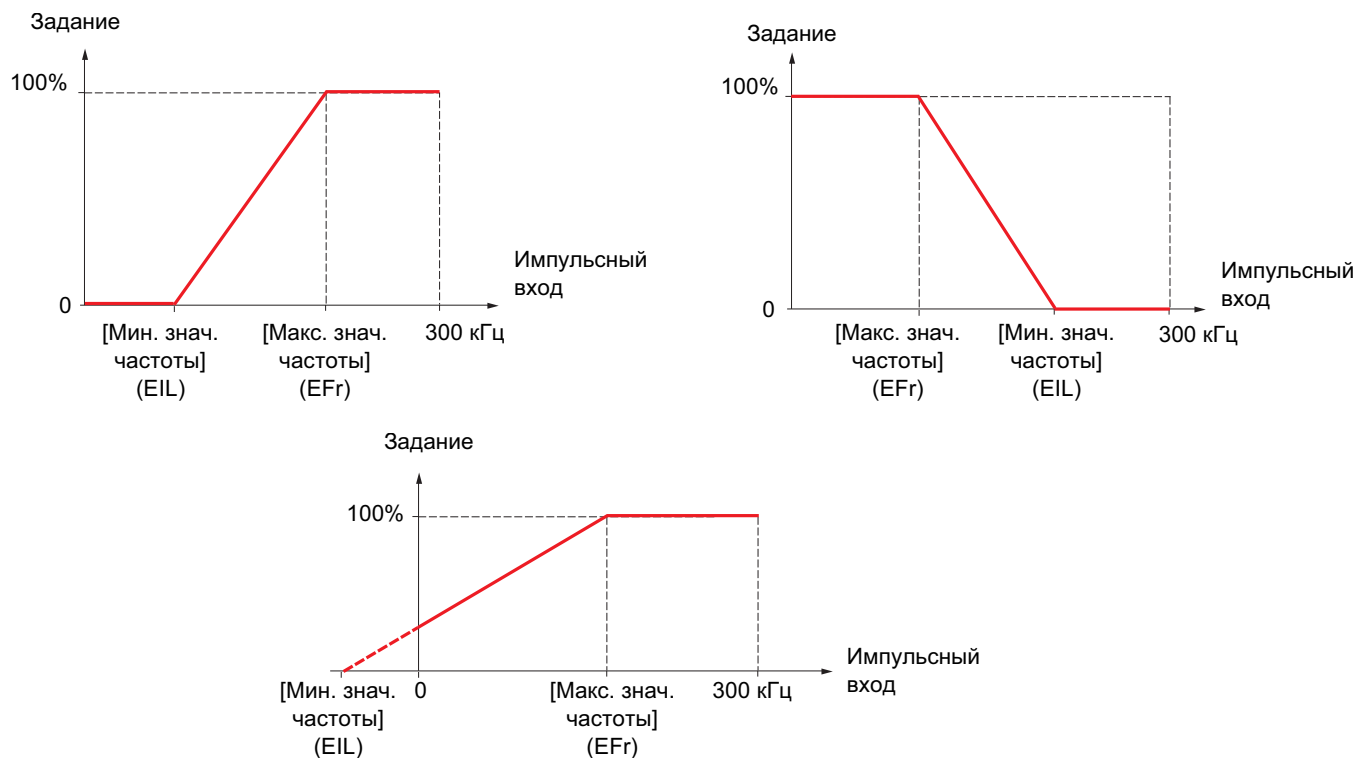 Задание
100%
0
Импульсный
вход
[Мин. знач.
частоты]
(EIL)
[Макс. знач.
частоты]
(EFr)
300 кГц
Задание
100%
0
Импульсный
вход
[Макс. знач.
частоты]
(EFr)
[Мин. знач.
частоты]
(EIL)
300 кГц
Задание
100%
Импульсный
вход
[Мин. знач.
частоты]
(EIL)
0
[Макс. знач.
частоты]
(EFr)
300 кГц